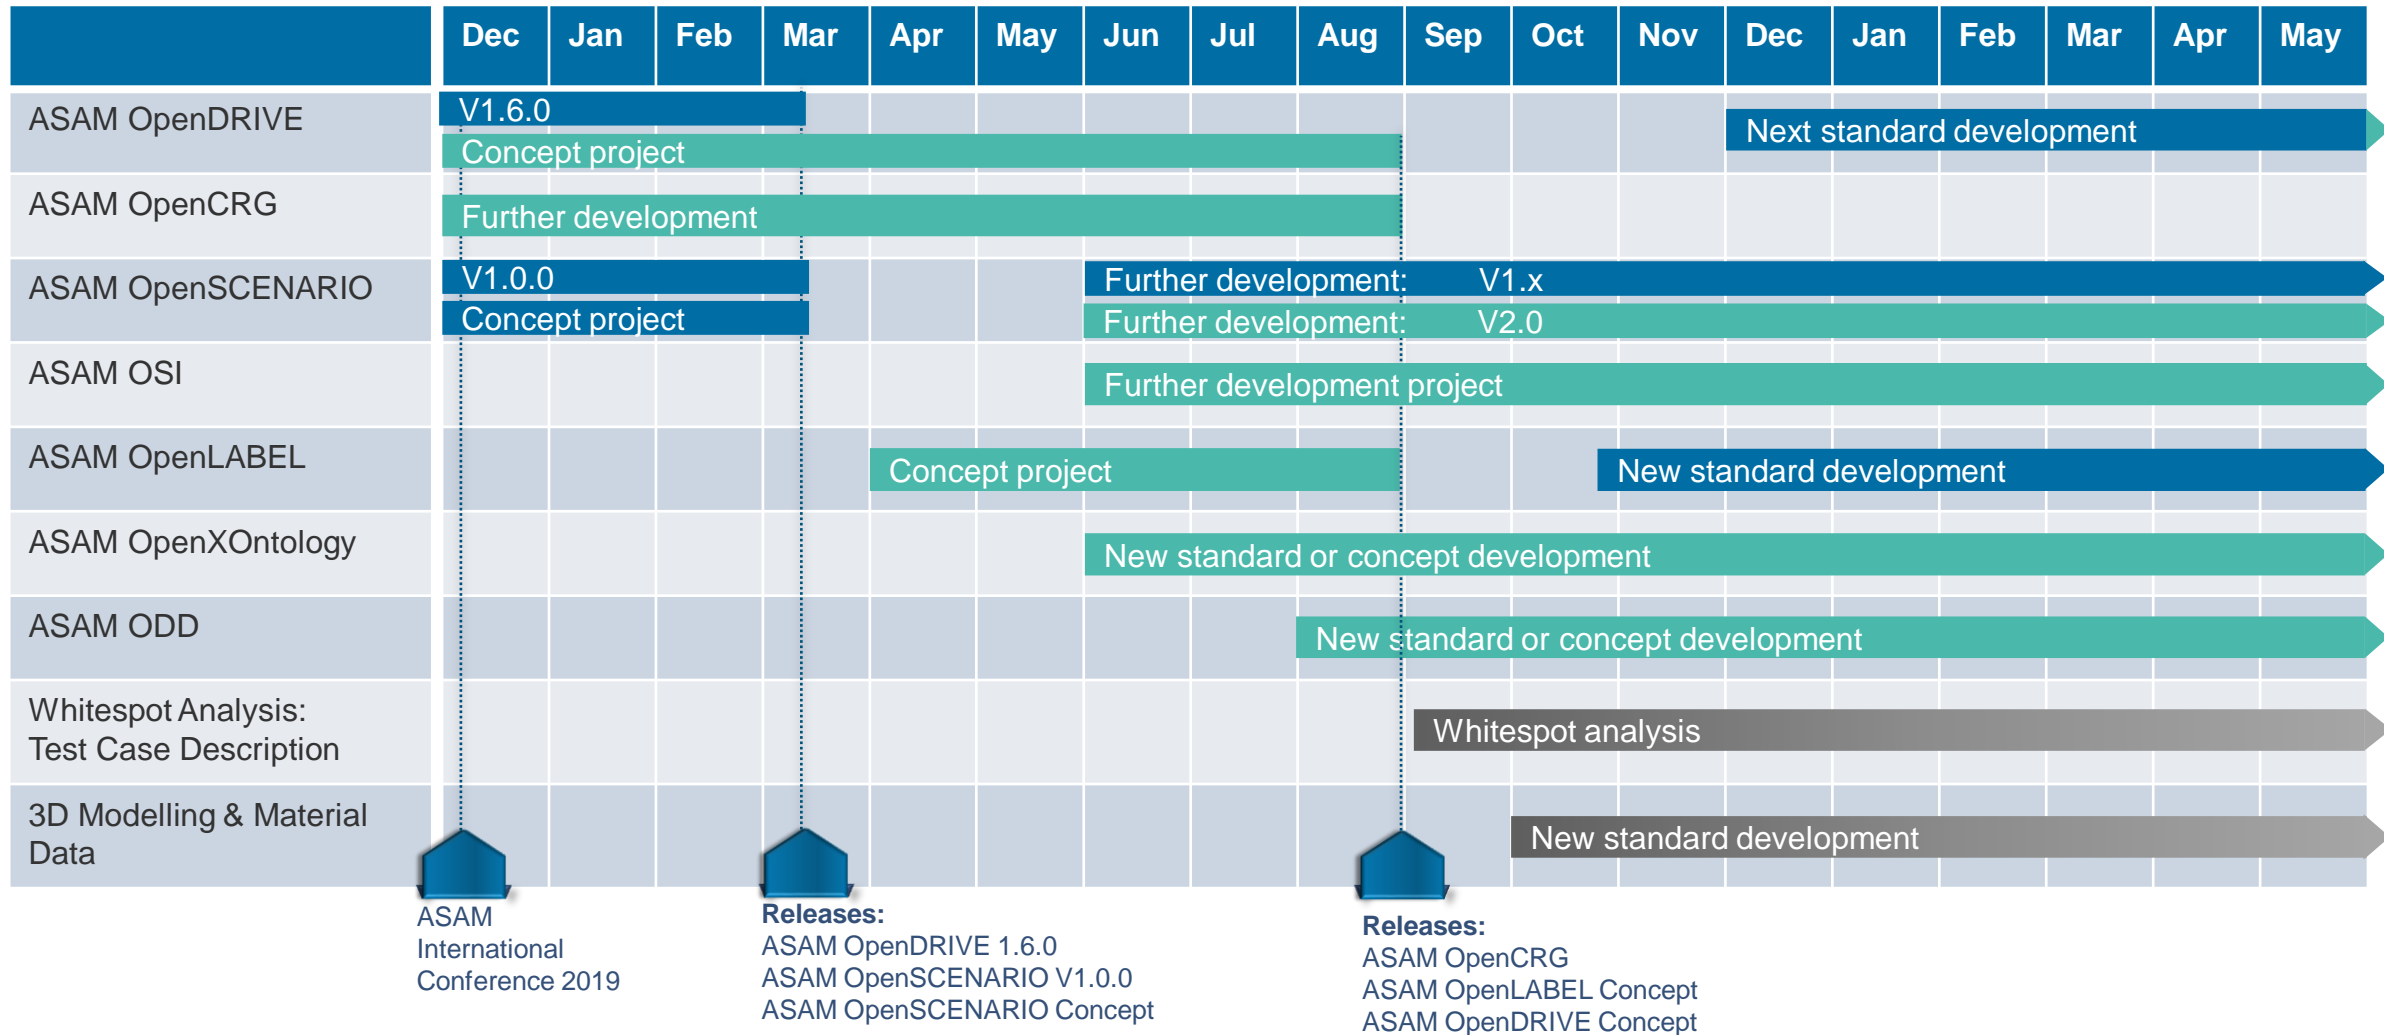 Dec Jan Feb Mar Apr May Jun Jul Aug Sep Oct Nov Dec Jan Feb Mar Apr May
ASAM OpenDRIVE
V1.6.0
Concept project
Next standard development
ASAM OpenCRG
Further development
ASAM OpenSCENARIO
V1.0.0
Concept project
Further development: V1.x
Further development: V2.0
ASAM OSI
Further development project
ASAM OpenLABEL
Concept project
New standard development
ASAM OpenXOntology
New standard or concept development
ASAM ODD
New standard or concept development
Whitespot Analysis:
Test Case Description
Whitespot analysis
3D Modelling & Material
Data
New standard development
ASAM
International
Conference 2019
Releases:
ASAM OpenDRIVE 1.6.0
ASAM OpenSCENARIO V1.0.0
ASAM OpenSCENARIO Concept
Releases:
ASAM OpenCRG
ASAM OpenLABEL Concept
ASAM OpenDRIVE Concept